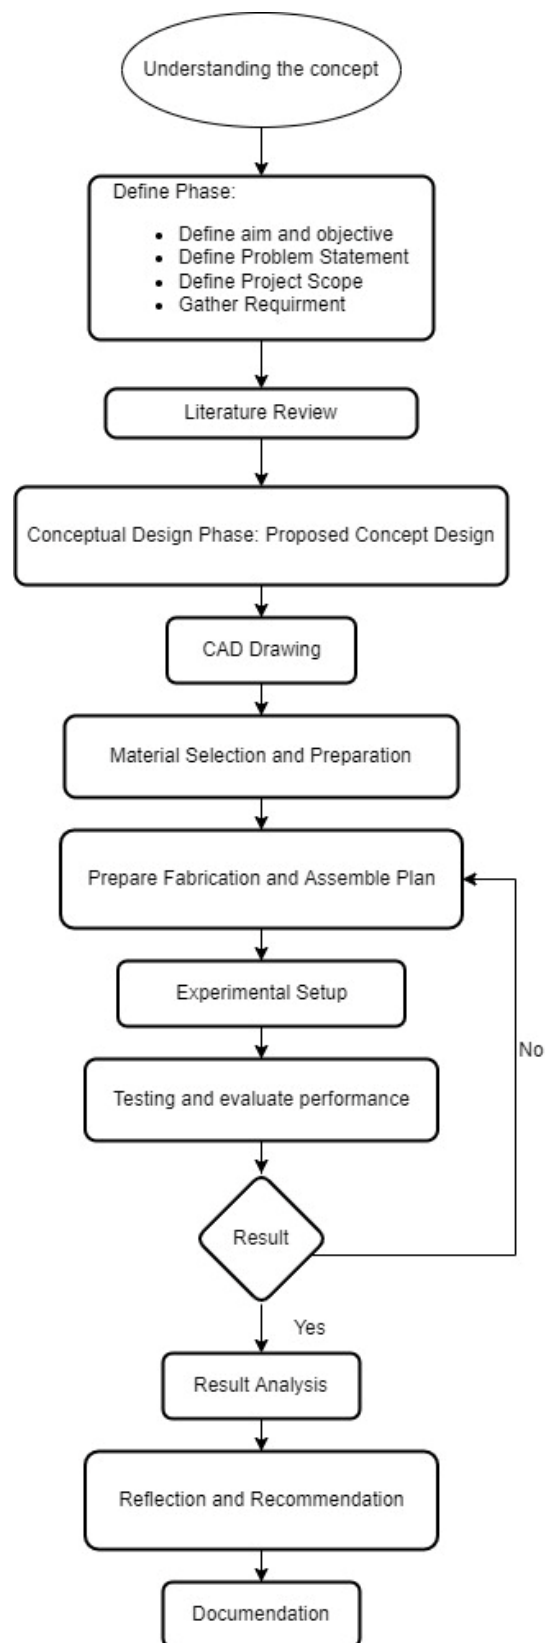 Understanding the concept
Define Phase:
Define aim and objective
Define Problem Statement
Define Project Scope
Gather Requirment
Literature Review
Conceptual Design Phase: Proposed Concept Design
CAD Drawing
Material Selection and Preparation
Prepare Fabrication and Assemble Plan
Experimental Setup
No
Testing and evaluate performance
Result
Yes
Result Analysis
Reflection and Recommendation
Documendation